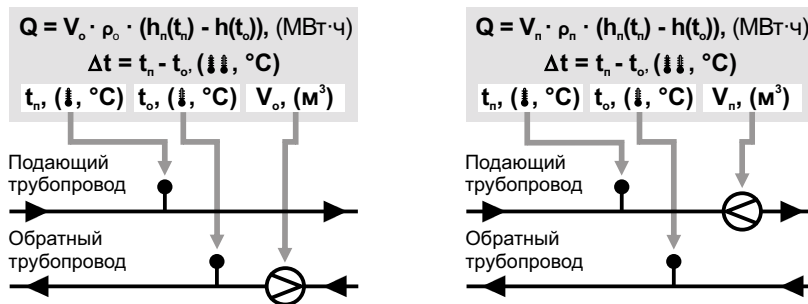 Q = Vₒ · ρₒ · (hₙ(tₙ) - h(tₒ)), (МВт·ч)
Δt = tₙ - tₒ, (🌡🌡, °C)
tₙ, (🌡, °C) tₒ, (🌡, °C) Vₒ, (м³)
Подающий
трубопровод
Обратный
трубопровод
Q = Vₙ · ρₙ · (hₙ(tₙ) - h(tₒ)), (МВт·ч)
Δt = tₙ - tₒ, (🌡🌡, °C)
tₙ, (🌡, °C) tₒ, (🌡, °C) Vₙ, (м³)
Подающий
трубопровод
Обратный
трубопровод